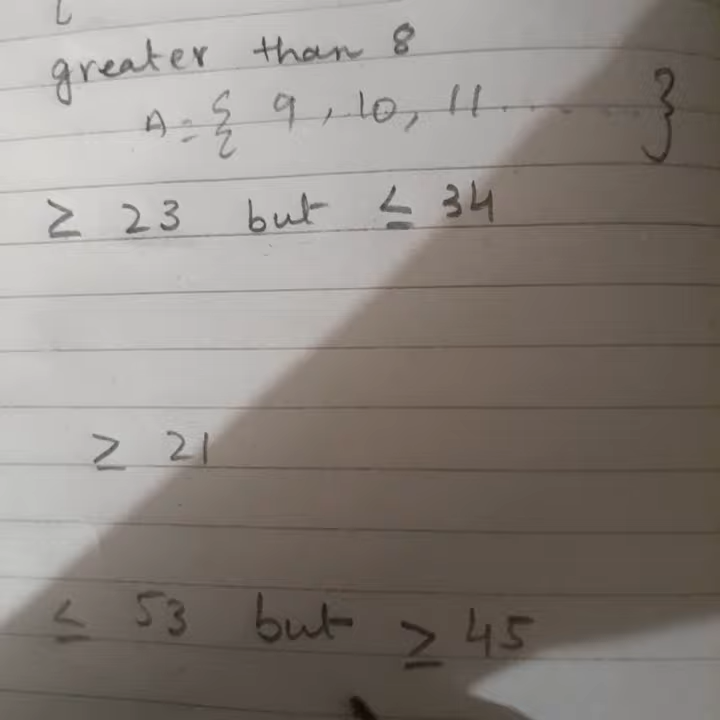 greater than 8
A = { 9, 10, 11 ........ }
≥ 23 but ≤ 34
≥ 21
≤ 53 but ≥ 45